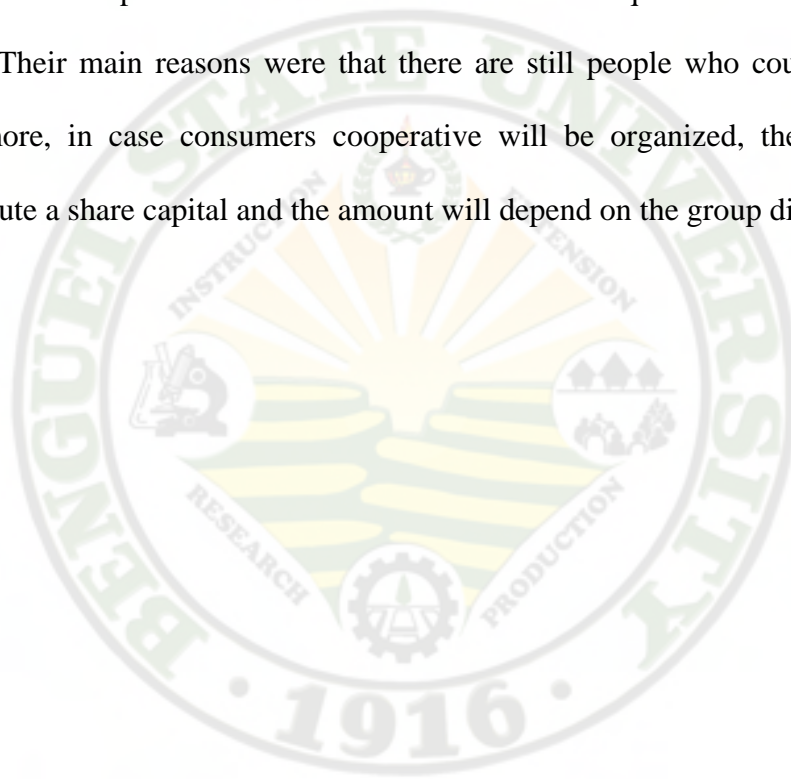 Their main reasons were that there are still people who cou
nore, in case consumers cooperative will be organized, the
ute a share capital and the amount will depend on the group di
BENGUET STATE UNIVERSITY
INSTRUCTION
EXTENSION
RESEARCH
PRODUCTION
· 1916 ·